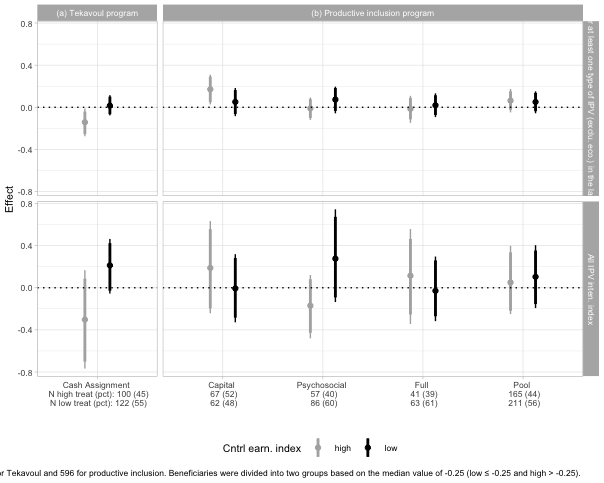 (a) Tekavoul program
(b) Productive inclusion program
at least one type of IPV (exclu. eco.) in the la
All IPV inten. index
Effect
0.8
0.4
0.0
-0.4
-0.8
0.8
0.4
0.0
-0.4
-0.8
Cash Assignment
N high treat (pct): 100 (45)
N low treat (pct): 122 (55)
Capital
67 (52)
62 (48)
Psychosocial
57 (40)
86 (60)
Full
41 (39)
63 (61)
Pool
165 (44)
211 (56)
Cntrl earn. index high low
r Tekavoul and 596 for productive inclusion. Beneficiaries were divided into two groups based on the median value of -0.25 (low ≤ -0.25 and high > -0.25).